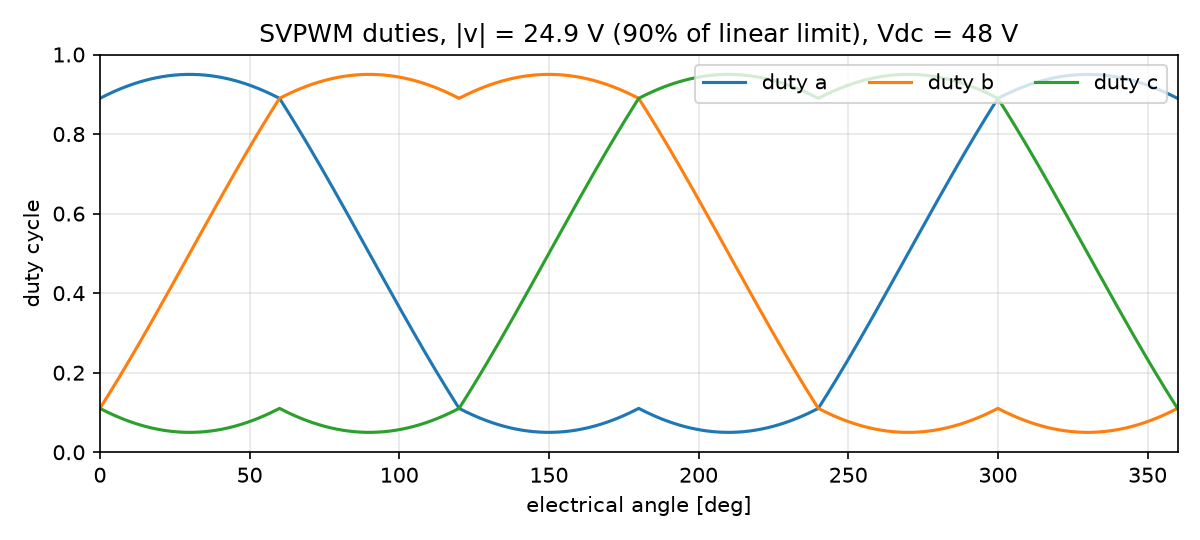 SVPWM duties, |v| = 24.9 V (90% of linear limit), Vdc = 48 V
duty a duty b duty c
1.0
0.8
0.6
0.4
0.2
0.0
duty cycle
0 50 100 150 200 250 300 350
electrical angle [deg]